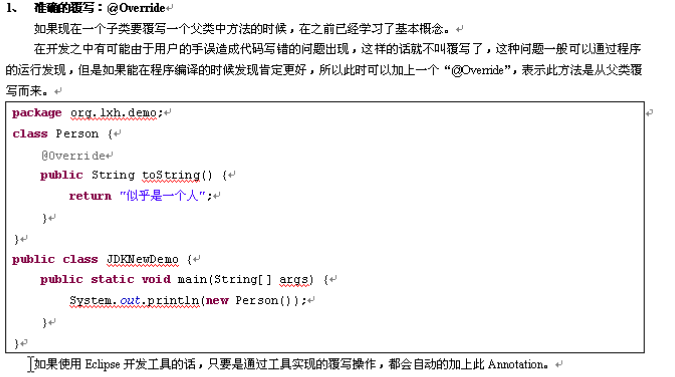 1、 准确的覆写：@Override↵
如果现在一个子类要覆写一个父类中方法的时候，在之前已经学习了基本概念。↵
在开发之中有可能由于用户的手误造成代码写错的问题出现，这样的话就不叫覆写了，这种问题一般可以通过程序
的运行发现，但是如果能在程序编译的时候发现肯定更好，所以此时可以加上一个“@Override”，表示此方法是从父类覆
写而来。↵
package org.lxh.demo;↵
class Person {↵
@Override↵
public String toString() {↵
return "似乎是一个人";↵
}↵
}↵
public class JDKNewDemo {↵
public static void main(String[] args) {↵
System.out.println(new Person());↵
}↵
}↵
如果使用 Eclipse 开发工具的话，只要是通过工具实现的覆写操作，都会自动的加上此 Annotation。↵